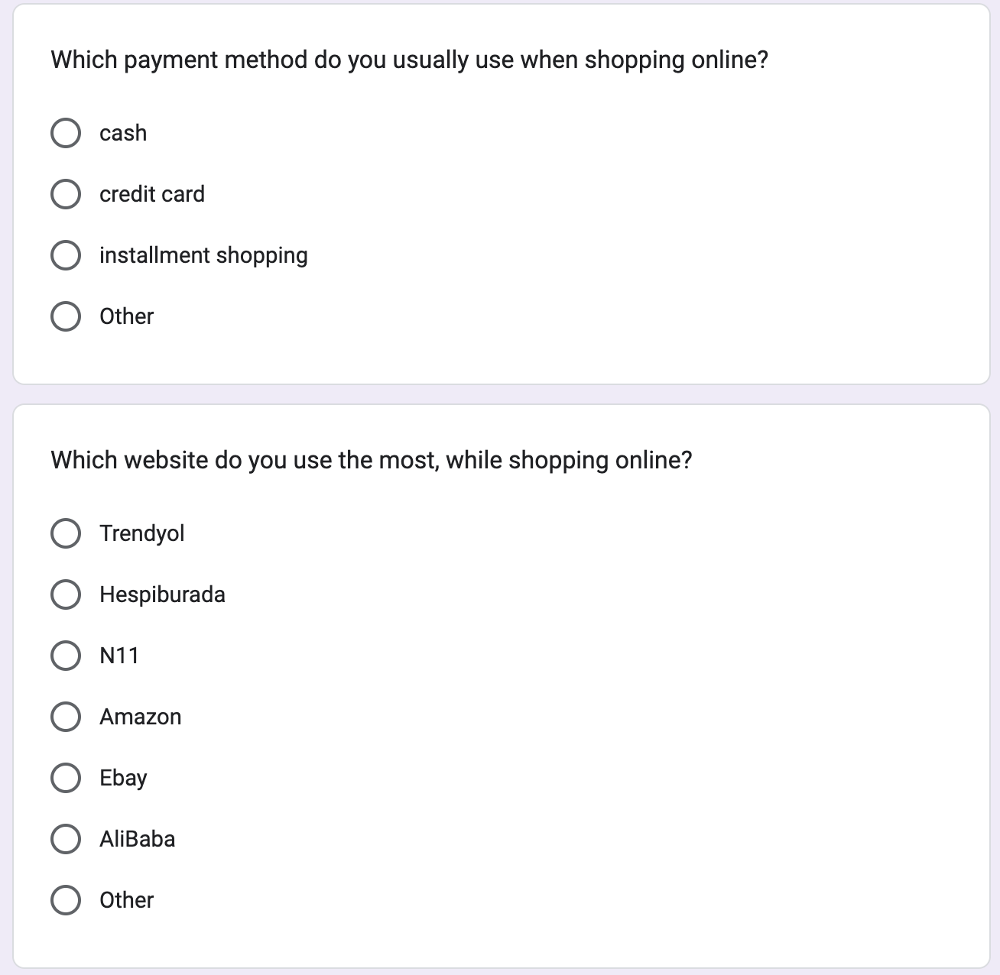 Which payment method do you usually use when shopping online?
cash
credit card
installment shopping
Other
Which website do you use the most, while shopping online?
Trendyol
Hespiburada
N11
Amazon
Ebay
AliBaba
Other